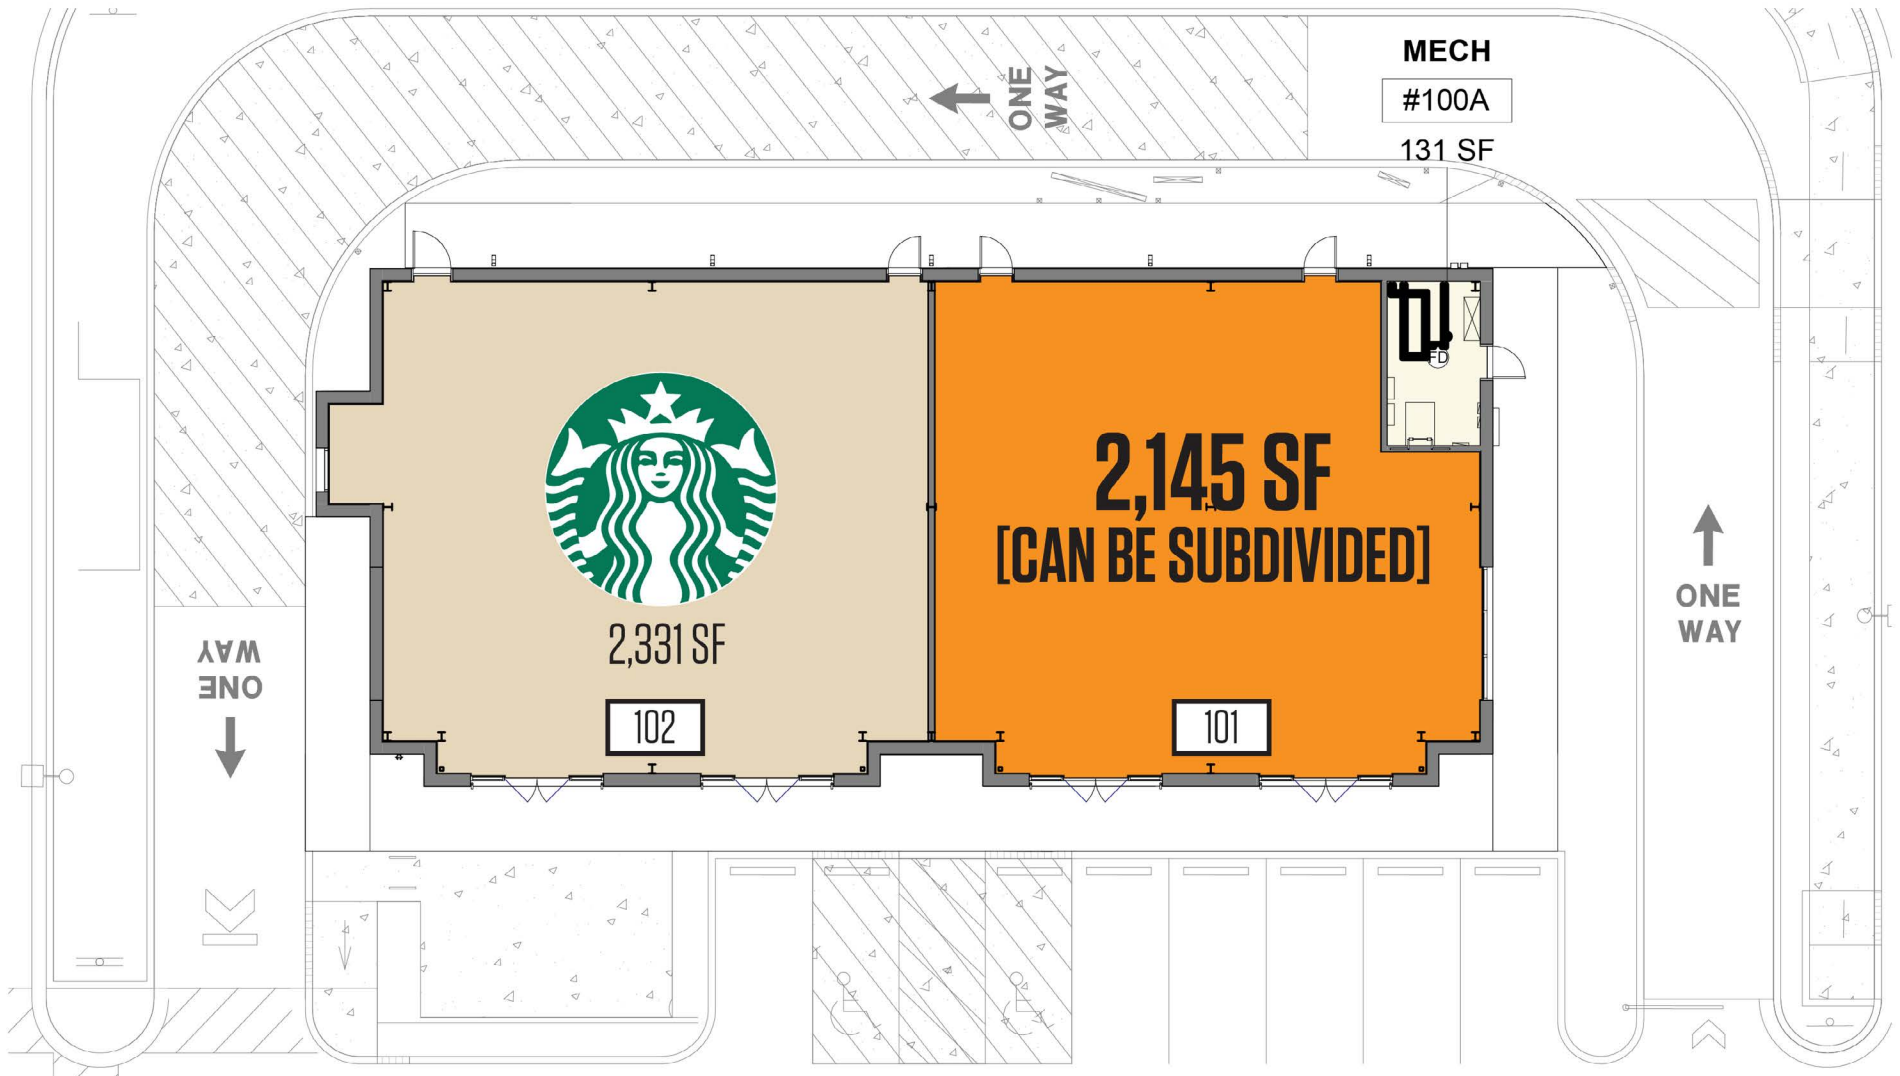 MECH
#100A
131 SF
ONE
WAY
FD
2,145 SF
[CAN BE SUBDIVIDED]
2,331 SF
102
101
ONE
WAY
ONE
WAY